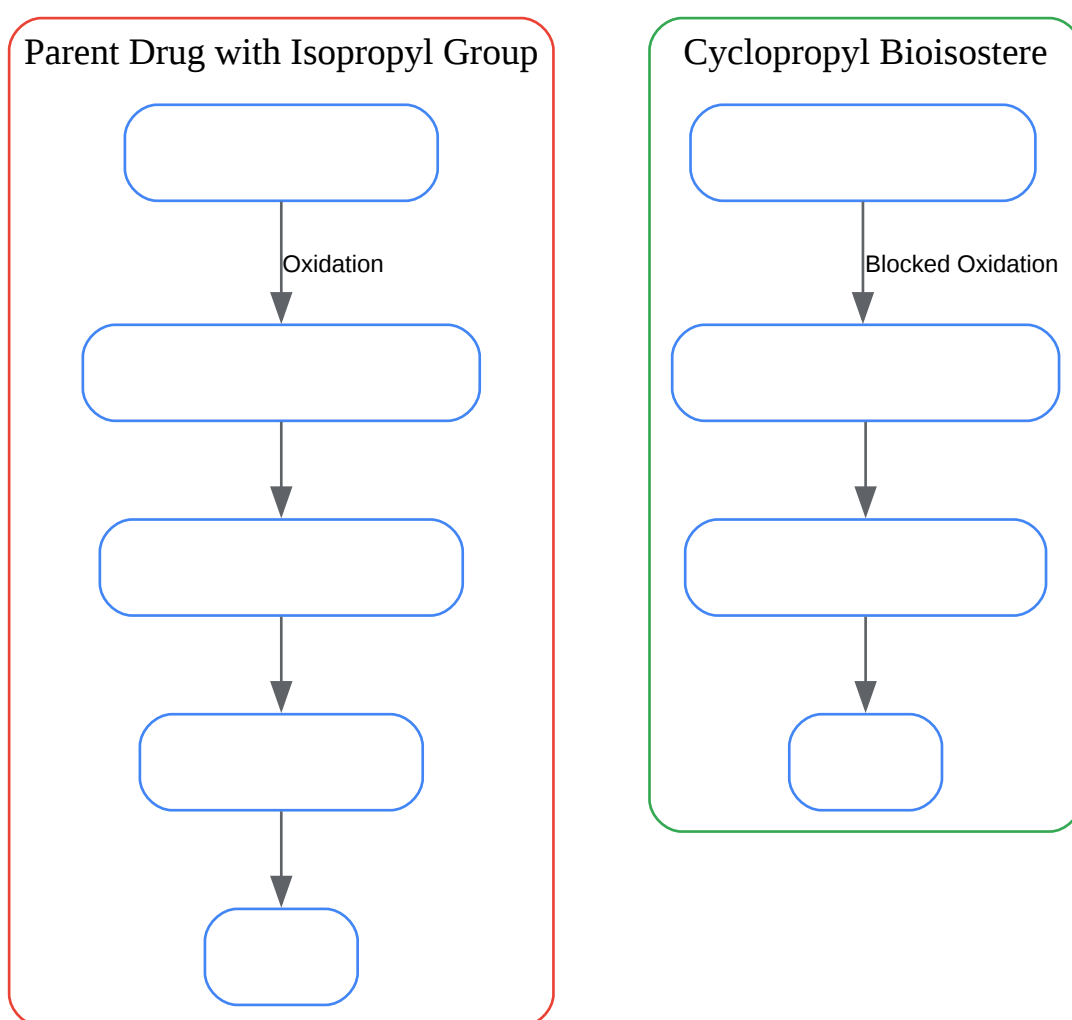 Parent Drug with Isopropyl Group
Oxidation
Cyclopropyl Bioisostere
Blocked Oxidation